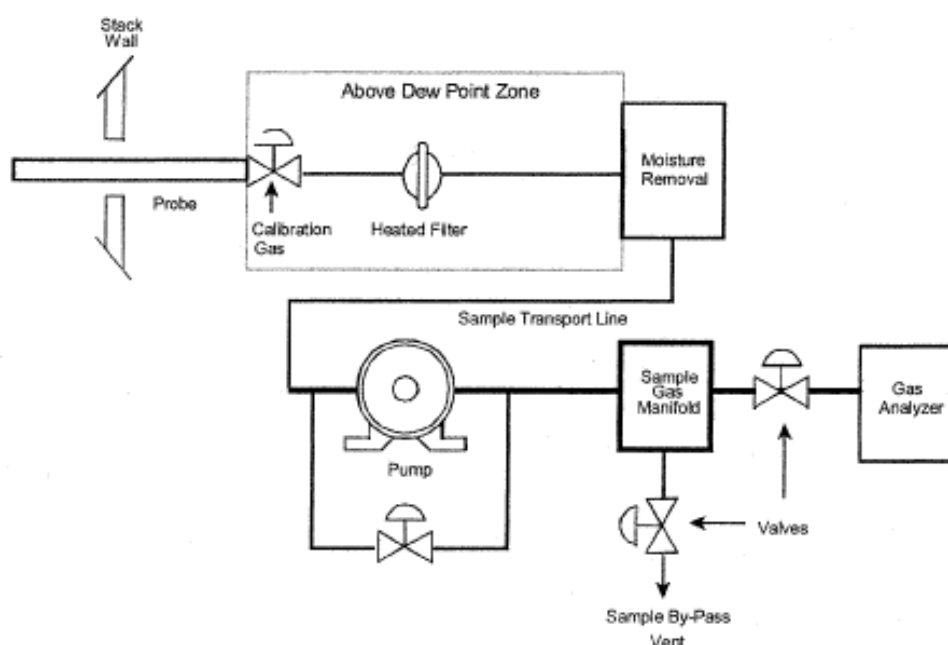 Stack
Wall
Above Dew Point Zone
Moisture
Removal
Probe
Calibration
Gas
Heated Filter
Sample Transport Line
Sample
Gas
Manifold
Gas
Analyzer
Pump
Valves
Sample By-Pass
Vent